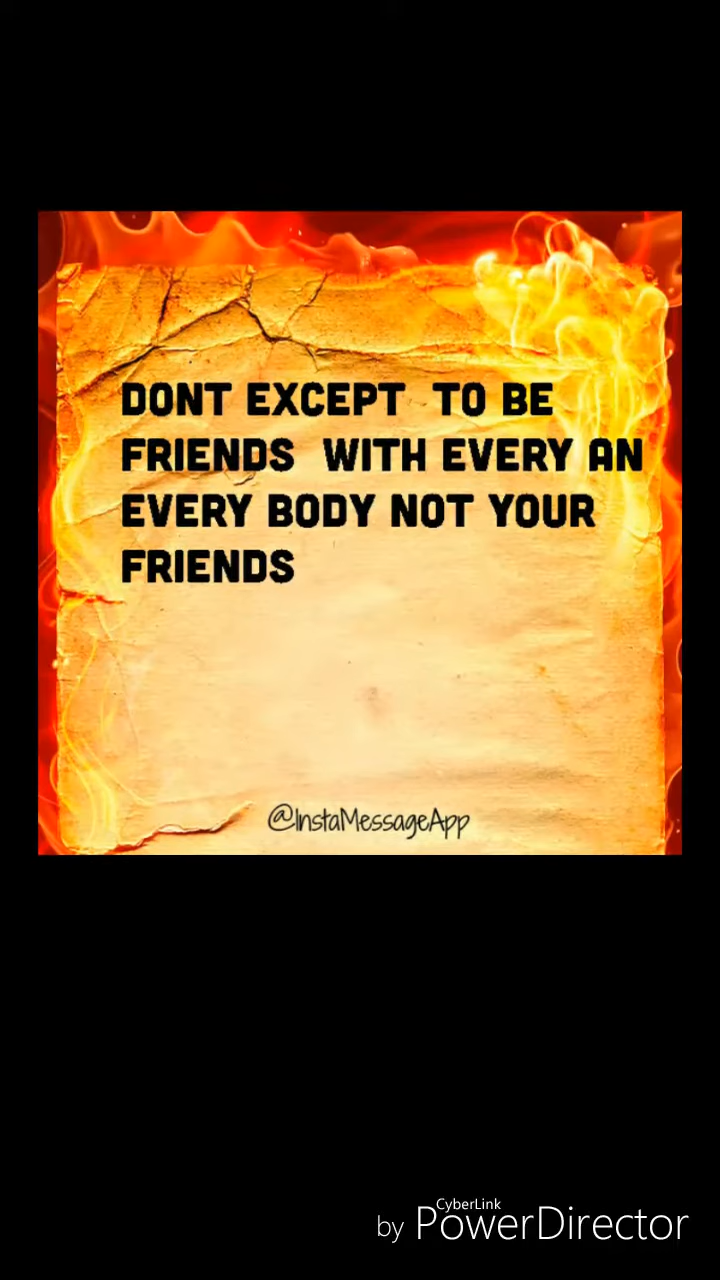 DONT EXCEPT TO BE
FRIENDS WITH EVERY AN
EVERY BODY NOT YOUR
FRIENDS
@InstaMessageApp
CyberLink
by PowerDirector